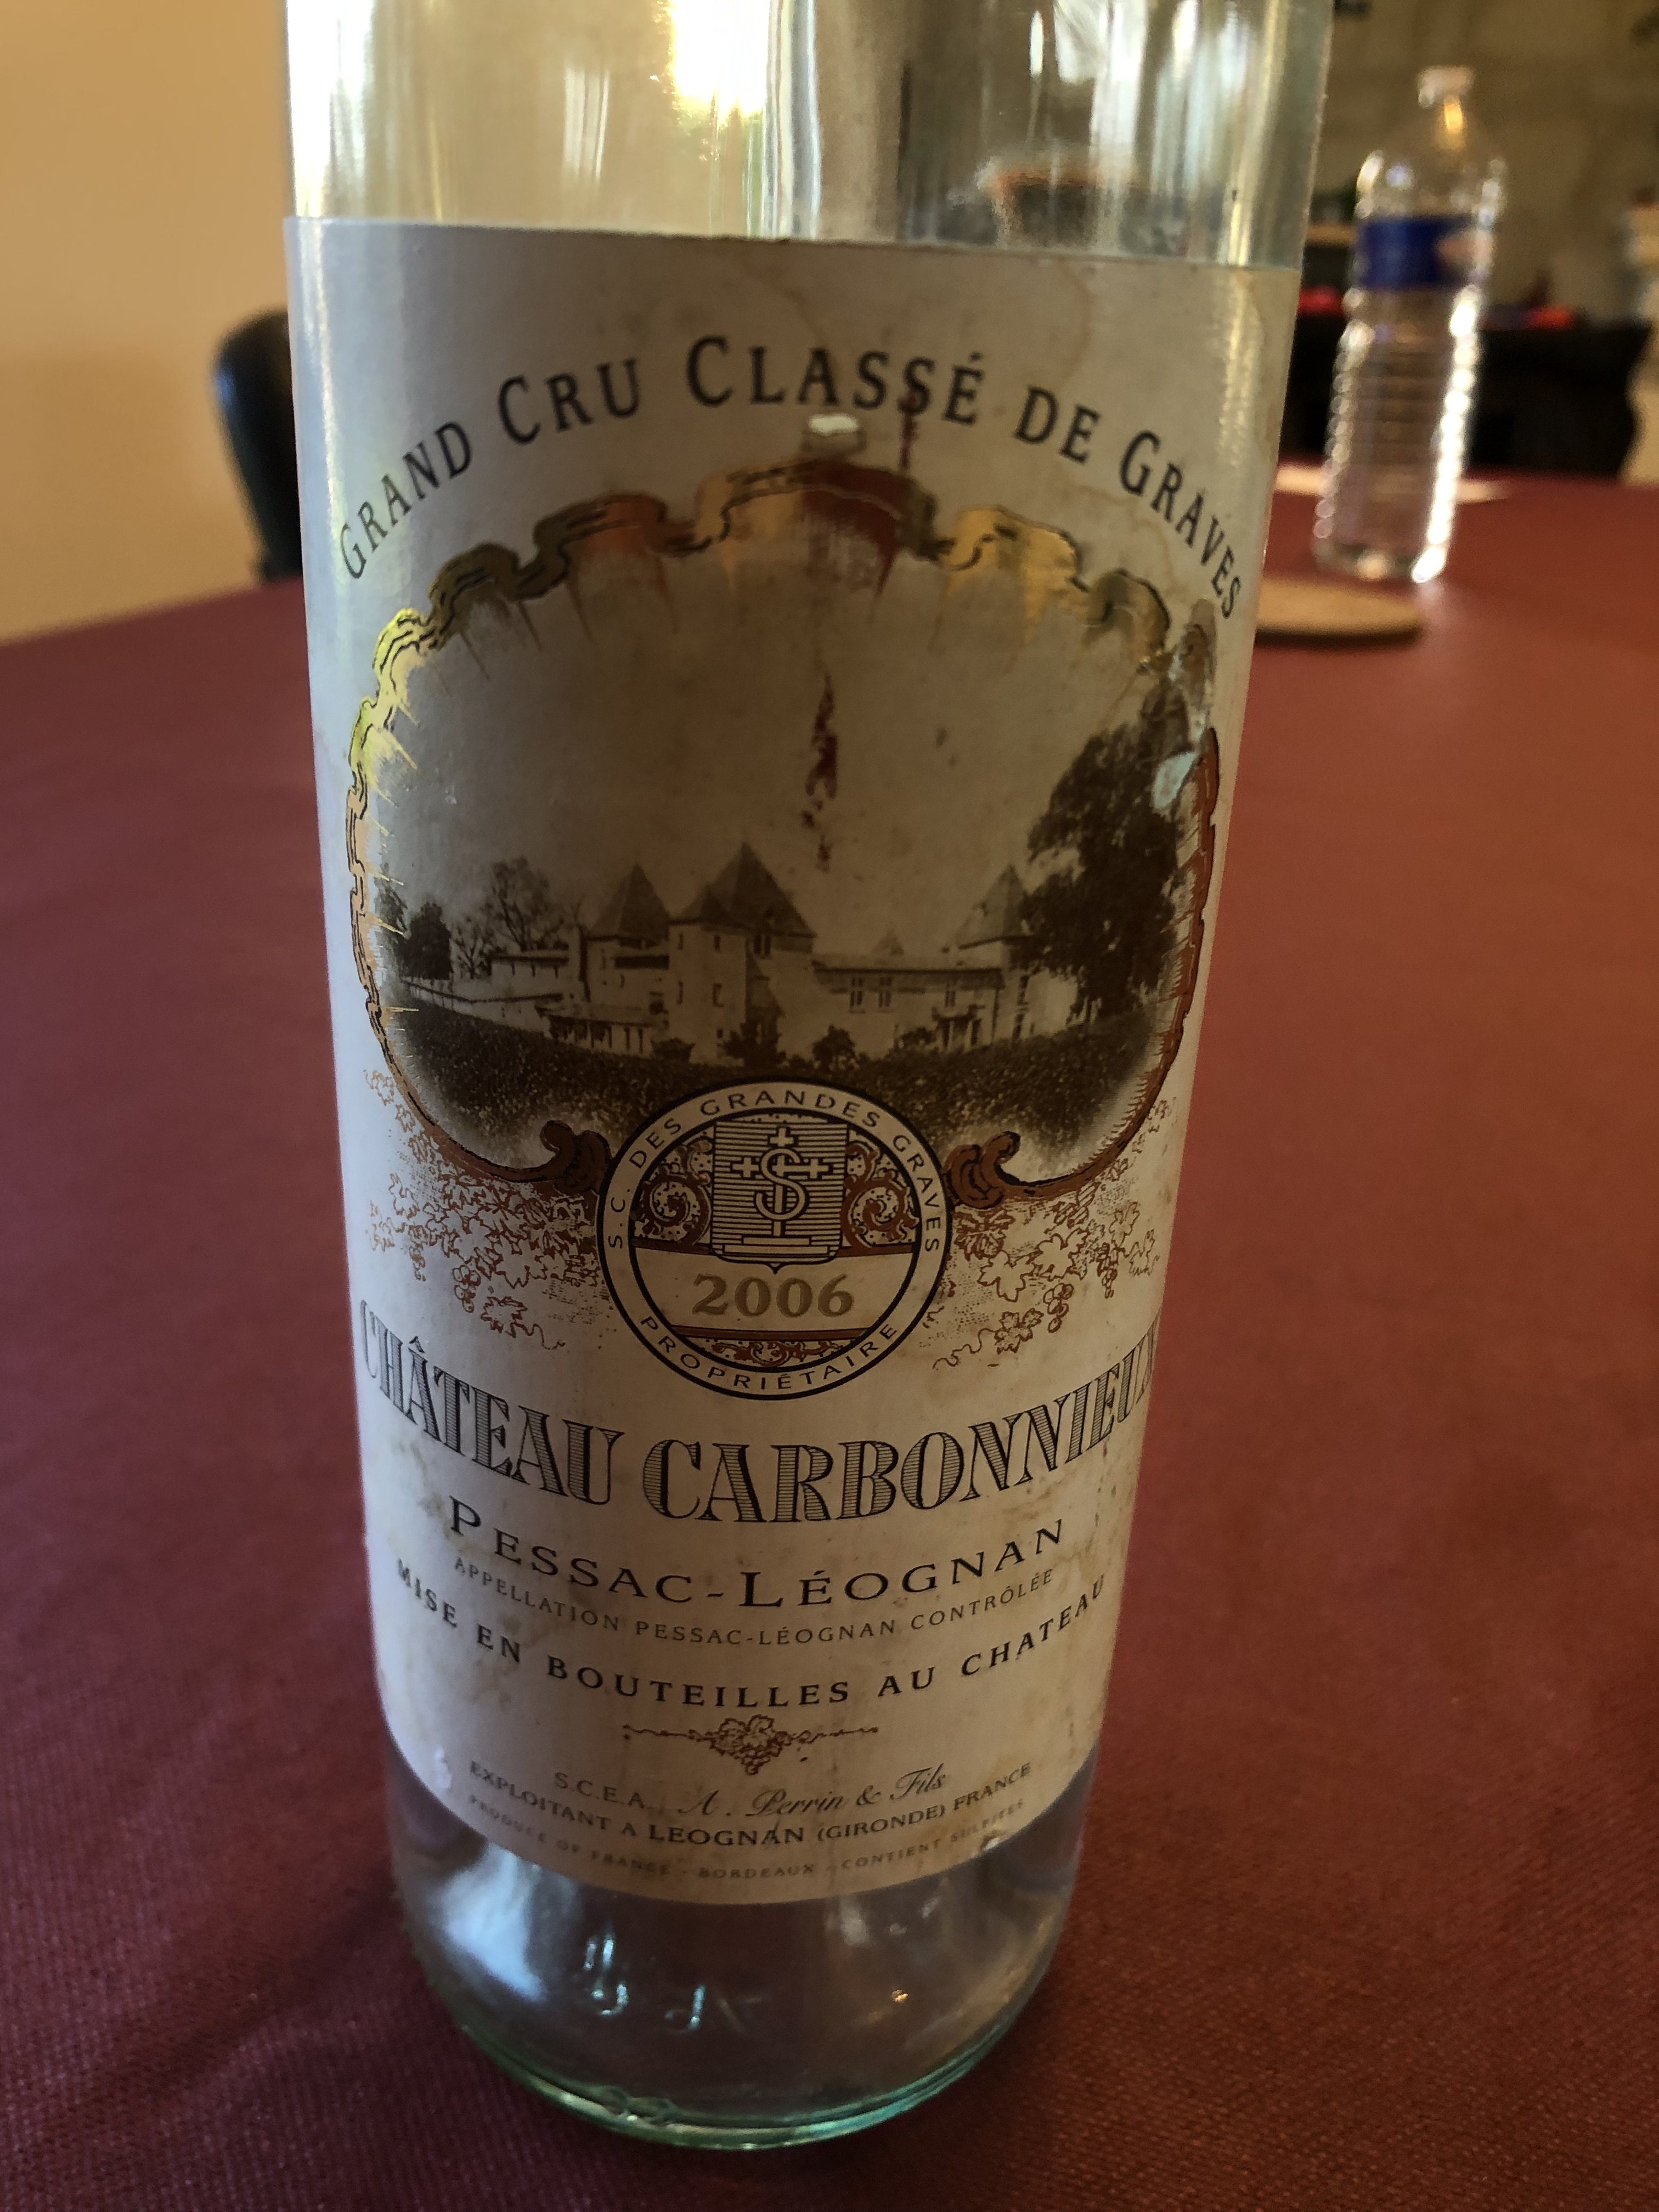 GRAND CRU CLASSÉ DE GRAVES
S.C. DES GRANDES GRAVES
2006
PROPRIÉTAIRE
CHÂTEAU CARBONNIEUX
PESSAC-LÉOGNAN
APPELLATION PESSAC-LÉOGNAN CONTRÔLÉE
MISE EN BOUTEILLES AU CHATEAU
S.C.E.A. A. Perrin & Fils
EXPLOITANT A LEOGNAN (GIRONDE) FRANCE
PRODUCE OF FRANCE - BORDEAUX - CONTIENT SULFITES